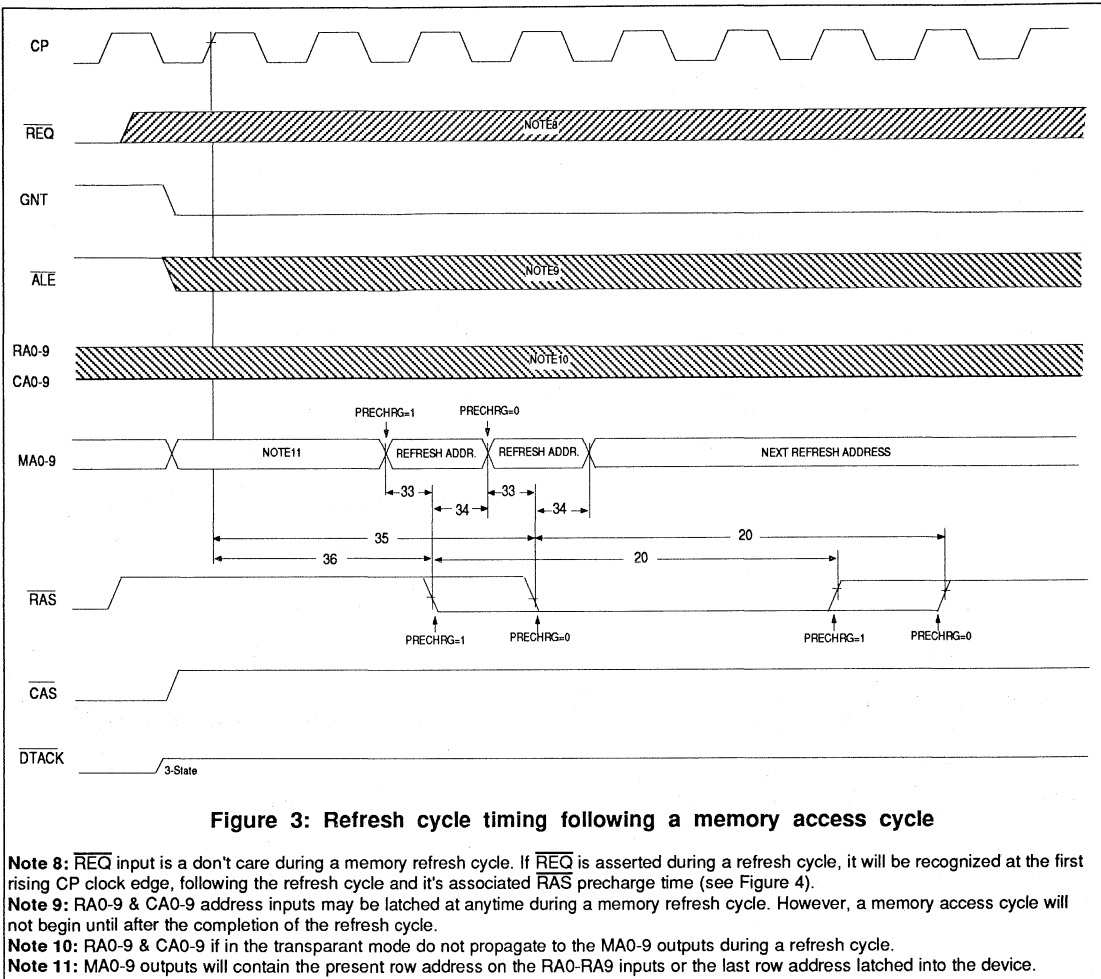 CP
REQ
NOTE8
GNT
ALE
NOTE9
RA0-9
NOTE10
CA0-9
PRECHRG=1 PRECHRG=0
MA0-9 NOTE11 REFRESH ADDR. REFRESH ADDR. NEXT REFRESH ADDRESS
33 33
34 34
35 20
36 20
RAS
PRECHRG=1 PRECHRG=0 PRECHRG=1 PRECHRG=0
CAS
DTACK
3-State
Figure 3: Refresh cycle timing following a memory access cycle
Note 8: REQ input is a don't care during a memory refresh cycle. If REQ is asserted during a refresh cycle, it will be recognized at the first
rising CP clock edge, following the refresh cycle and it's associated RAS precharge time (see Figure 4).
Note 9: RA0-9 & CA0-9 address inputs may be latched at anytime during a memory refresh cycle. However, a memory access cycle will
not begin until after the completion of the refresh cycle.
Note 10: RA0-9 & CA0-9 if in the transparant mode do not propagate to the MA0-9 outputs during a refresh cycle.
Note 11: MA0-9 outputs will contain the present row address on the RA0-RA9 inputs or the last row address latched into the device.